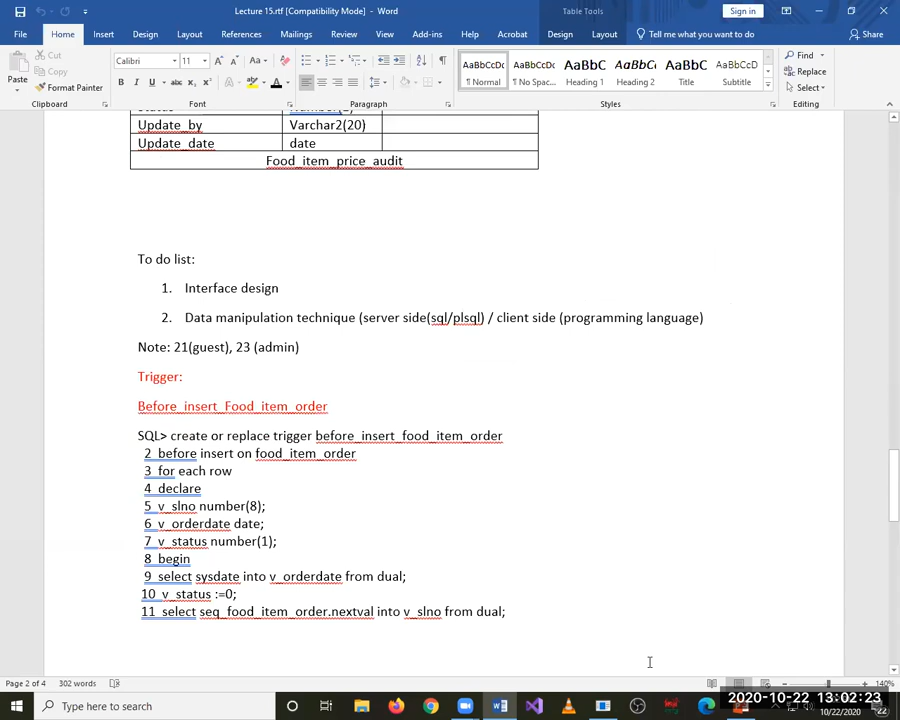 Lecture 15.rtf [Compatibility Mode] - Word
Table Tools
Sign in
File Home Insert Design Layout References Mailings Review View Add-ins Help Acrobat Design Layout Tell me what you want to do Share
Paste
Cut
Copy
Format Painter
Calibri 11
AaBbCcDc AaBbCcDc AaBbC AaBbCc AaBbC AaBbCcD
¶ Normal ¶ No Spac... Heading 1 Heading 2 Title Subtitle
Find
Replace
Select
Clipboard Font Paragraph Styles Editing
Update_by Varchar2(20)
Update_date date
Food_item_price_audit
To do list:
1. Interface design
2. Data manipulation technique (server side(sql/plsql) / client side (programming language)
Note: 21(guest), 23 (admin)
Trigger:
Before_insert_Food_item_order
SQL> create or replace trigger before_insert_food_item_order
2 before insert on food_item_order
3 for each row
4 declare
5 v_slno number(8);
6 v_orderdate date;
7 v_status number(1);
8 begin
9 select sysdate into v_orderdate from dual;
10 v_status :=0;
11 select seq_food_item_order.nextval into v_slno from dual;
Page 2 of 4 302 words 140%
2020-10-22 13:02:23
Type here to search
10/22/2020